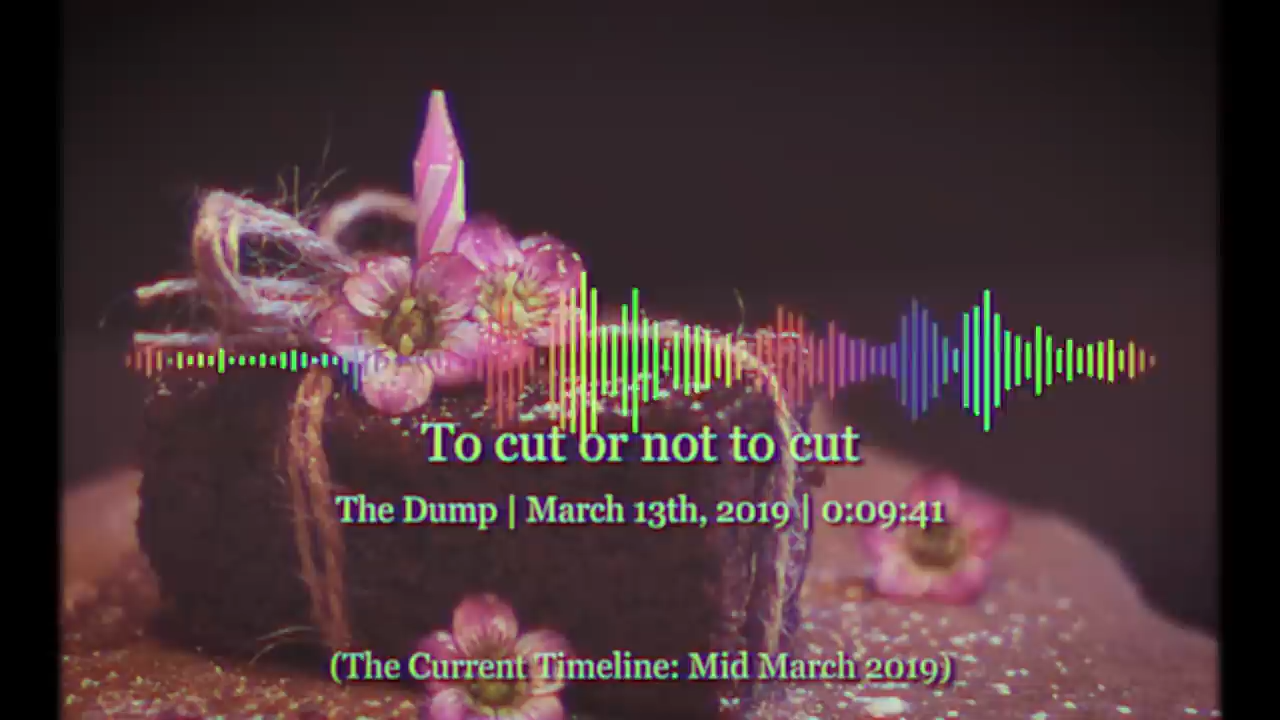 To cut or not to cut
The Dump | March 13th, 2019 | 0:09:41
(The Current Timeline: Mid March 2019)